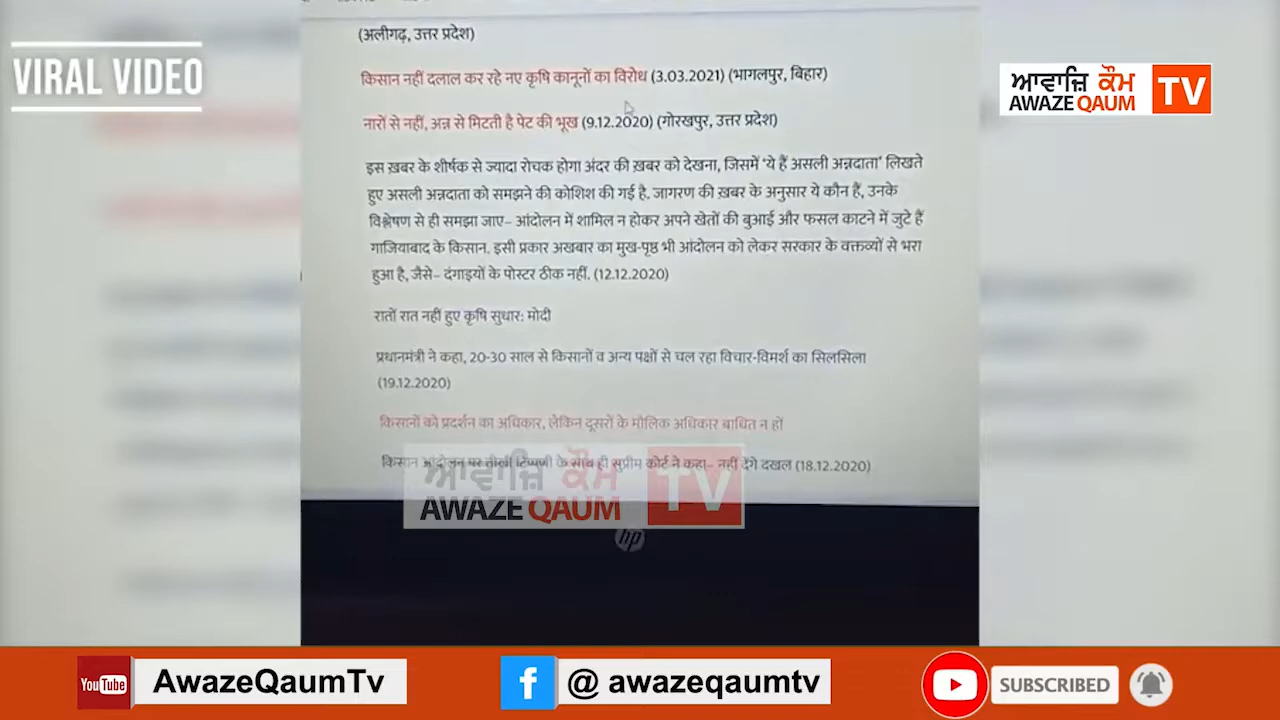 VIRAL VIDEO
ਆਵਾਜ਼ਿ ਕੌਮ
AWAZE QAUM
TV
(अलीगढ़, उत्तर प्रदेश)
किसान नहीं दलाल कर रहे नए कृषि कानूनों का विरोध (3.03.2021) (भागलपुर, बिहार)
नारों से नहीं, अन्न से मिटती है पेट की भूख (9.12.2020) (गोरखपुर, उत्तर प्रदेश)
इस ख़बर के शीर्षक से ज्यादा रोचक होगा अंदर की ख़बर को देखना, जिसमें 'ये हैं असली अन्नदाता' लिखते
हुए असली अन्नदाता को समझने की कोशिश की गई है. जागरण की ख़बर के अनुसार ये कौन हैं, उनके
विश्लेषण से ही समझा जाए– आंदोलन में शामिल न होकर अपने खेतों की बुआई और फसल काटने में जुटे हैं
गाजियाबाद के किसान. इसी प्रकार अखबार का मुख-पृष्ठ भी आंदोलन को लेकर सरकार के वक्तव्यों से भरा
हुआ है, जैसे– दंगाइयों के पोस्टर ठीक नहीं. (12.12.2020)
रातों रात नहीं हुए कृषि सुधार: मोदी
प्रधानमंत्री ने कहा, 20-30 साल से किसानों व अन्य पक्षों से चल रहा विचार-विमर्श का सिलसिला
(19.12.2020)
किसानों को प्रदर्शन का अधिकार, लेकिन दूसरों के मौलिक अधिकार बाधित न हों
किसान आंदोलन पर तीखी टिप्पणी के साथ ही सुप्रीम कोर्ट ने कहा– नहीं देंगे दखल (18.12.2020)
ਆਵਾਜ਼ਿ ਕੌਮ
AWAZE QAUM
TV
hp
YouTube
AwazeQaumTv
f
@ awazeqaumtv
SUBSCRIBED